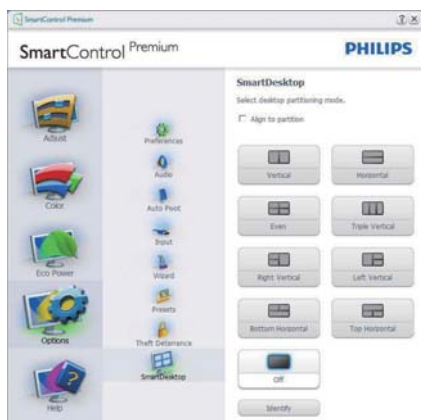 SmartControl Premium
SmartControl Premium
PHILIPS
Adjust
Color
Eco Power
Options
Help
Preferences
Audio
Auto Pivot
Input
Wizard
Presets
Theft Deterrence
SmartDesktop
SmartDesktop
Select desktop partitioning mode.
Align to partition
Vertical
Horizontal
Even
Triple Vertical
Right Vertical
Left Vertical
Bottom Horizontal
Top Horizontal
Off
Identify